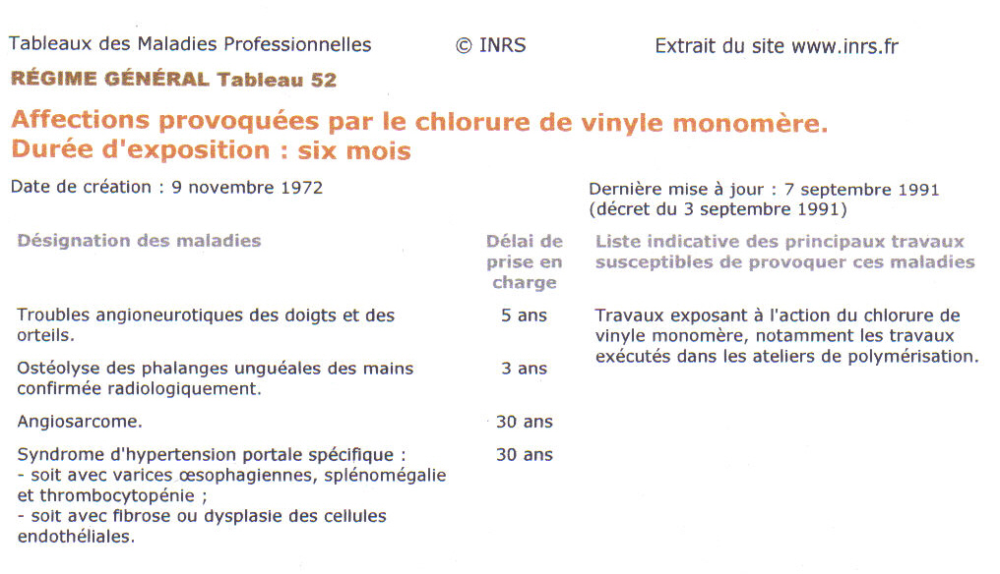 Tableaux des Maladies Professionnelles © INRS Extrait du site www.inrs.fr
RÉGIME GÉNÉRAL Tableau 52
Affections provoquées par le chlorure de vinyle monomère.
Durée d'exposition : six mois
Date de création : 9 novembre 1972
Dernière mise à jour : 7 septembre 1991
(décret du 3 septembre 1991)
Désignation des maladies
Délai de
prise en
charge
Liste indicative des principaux travaux
susceptibles de provoquer ces maladies
Troubles angioneurotiques des doigts et des
orteils.
5 ans
Travaux exposant à l'action du chlorure de
vinyle monomère, notamment les travaux
exécutés dans les ateliers de polymérisation.
Ostéolyse des phalanges unguéales des mains
confirmée radiologiquement.
3 ans
Angiosarcome.
30 ans
Syndrome d'hypertension portale spécifique :
- soit avec varices œsophagiennes, splénomégalie
et thrombocytopénie ;
- soit avec fibrose ou dysplasie des cellules
endothéliales.
30 ans